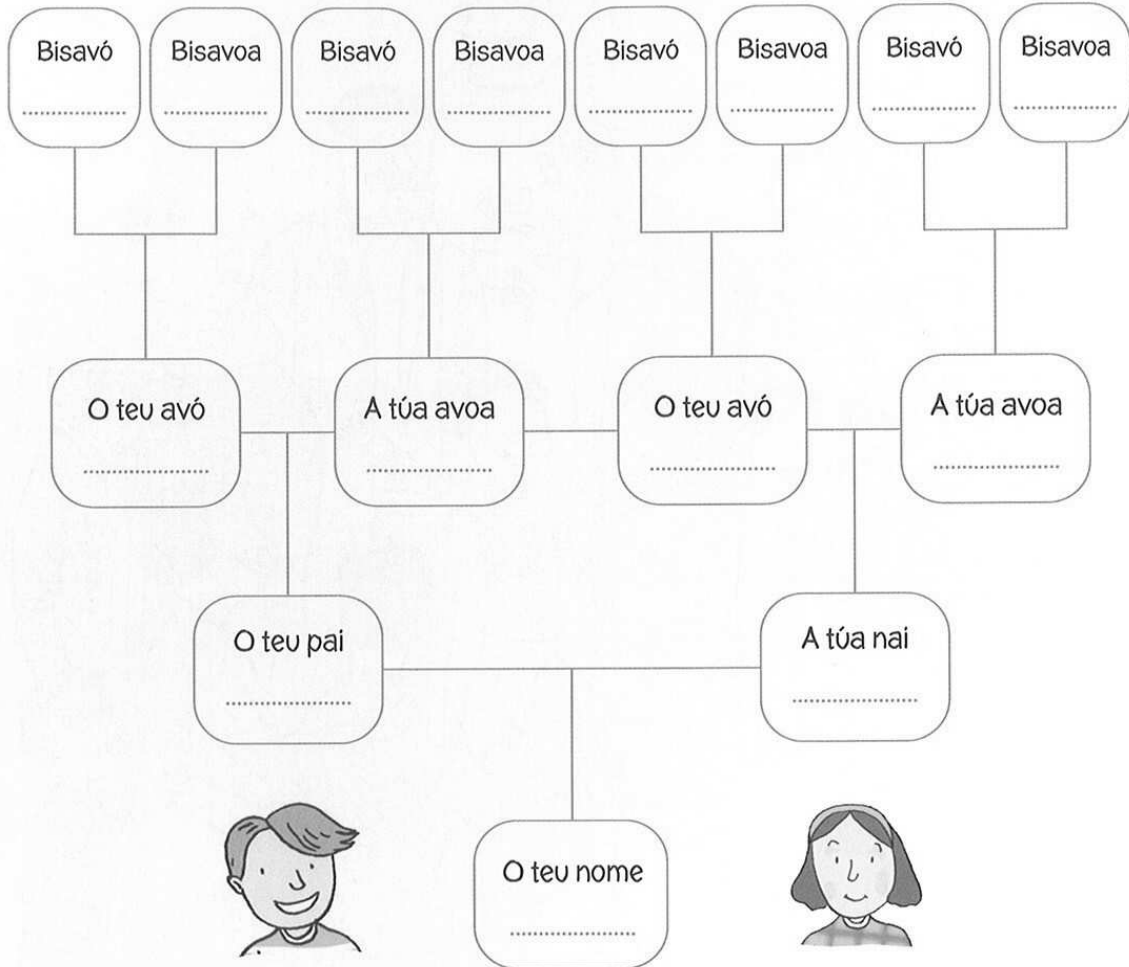 Bisavó Bisavoa Bisavó Bisavoa Bisavó Bisavoa Bisavó Bisavoa
O teu avó A túa avoa O teu avó A túa avoa
O teu pai A túa nai
O teu nome